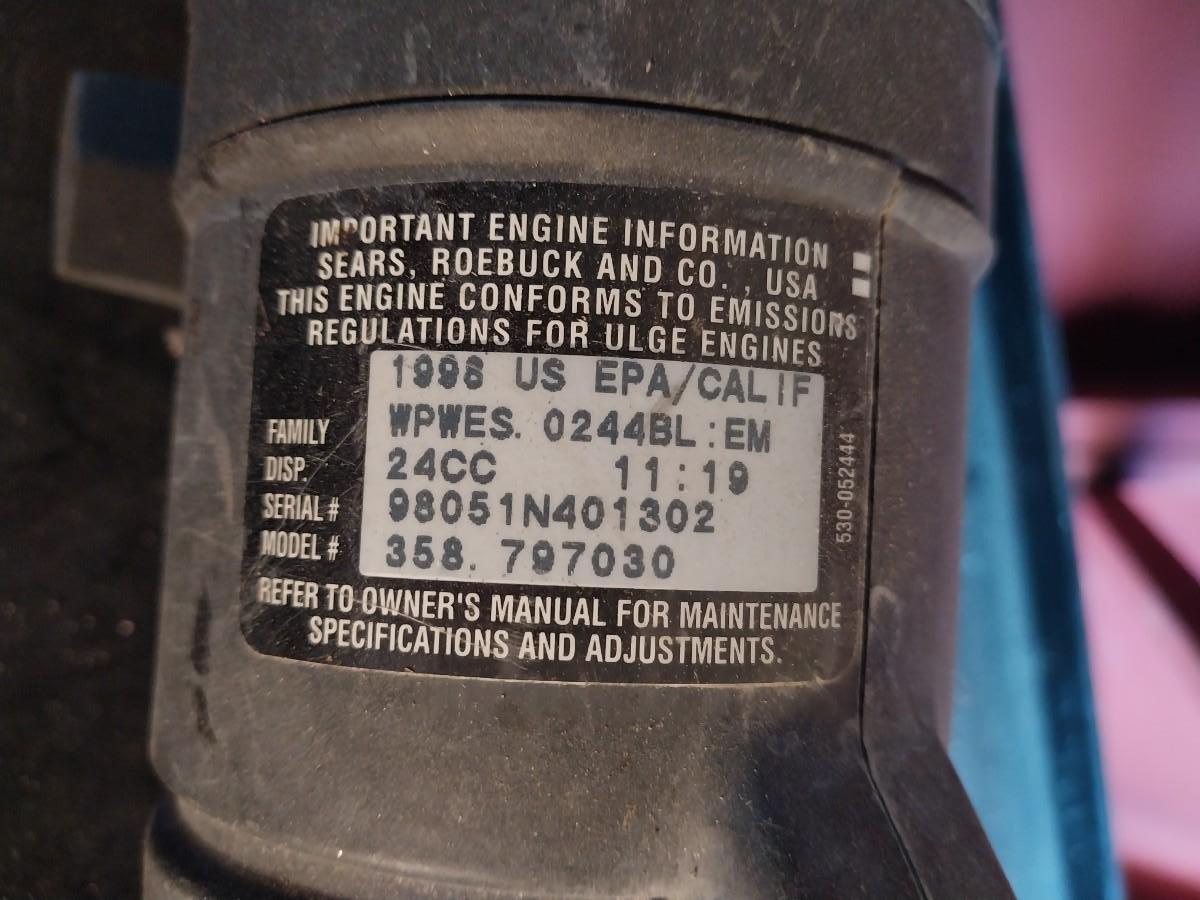 IMPORTANT ENGINE INFORMATION
SEARS, ROEBUCK AND CO., USA
THIS ENGINE CONFORMS TO EMISSIONS
REGULATIONS FOR ULGE ENGINES
1998 US EPA/CALIF
FAMILY WPWES. 0244BL:EM
DISP. 24CC 11:19
SERIAL # 98051N401302
MODEL # 358. 797030
530-052444
REFER TO OWNER'S MANUAL FOR MAINTENANCE
SPECIFICATIONS AND ADJUSTMENTS.